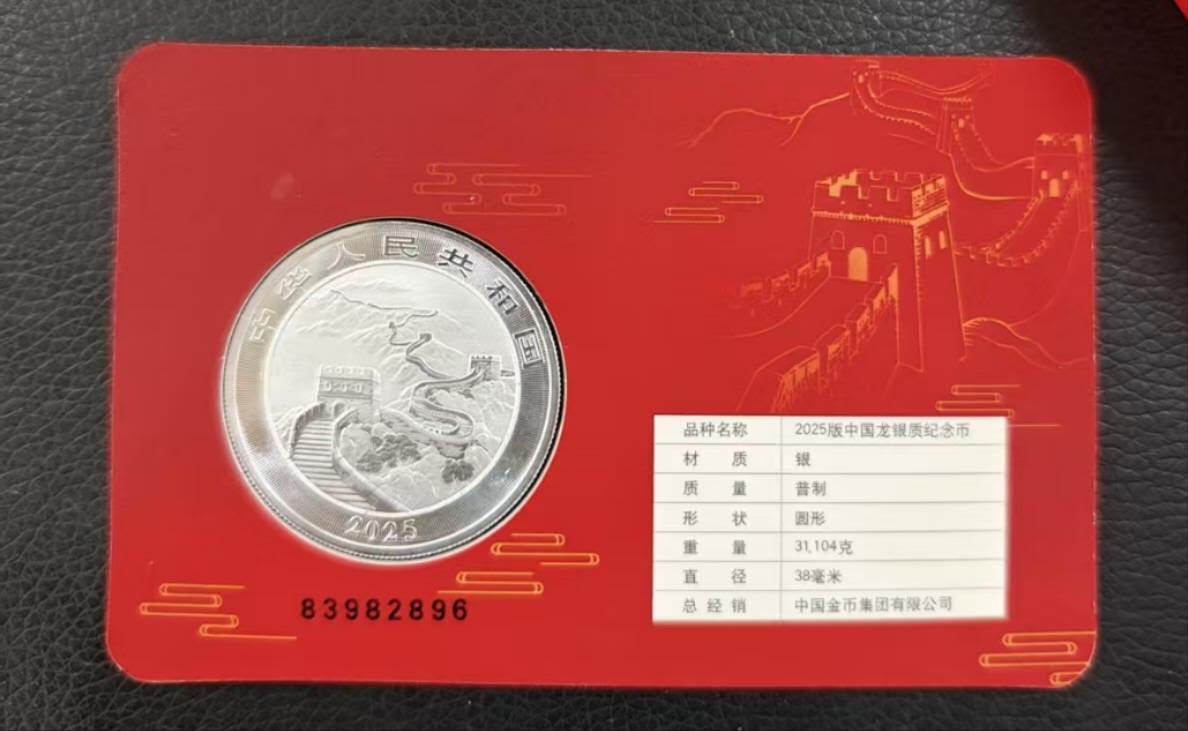 中华人民共和国
2025
83982896
品种名称 2025版中国龙银质纪念币
材 质 银
质 量 普制
形 状 圆形
重 量 31.104克
直 径 38毫米
总经销 中国金币集团有限公司